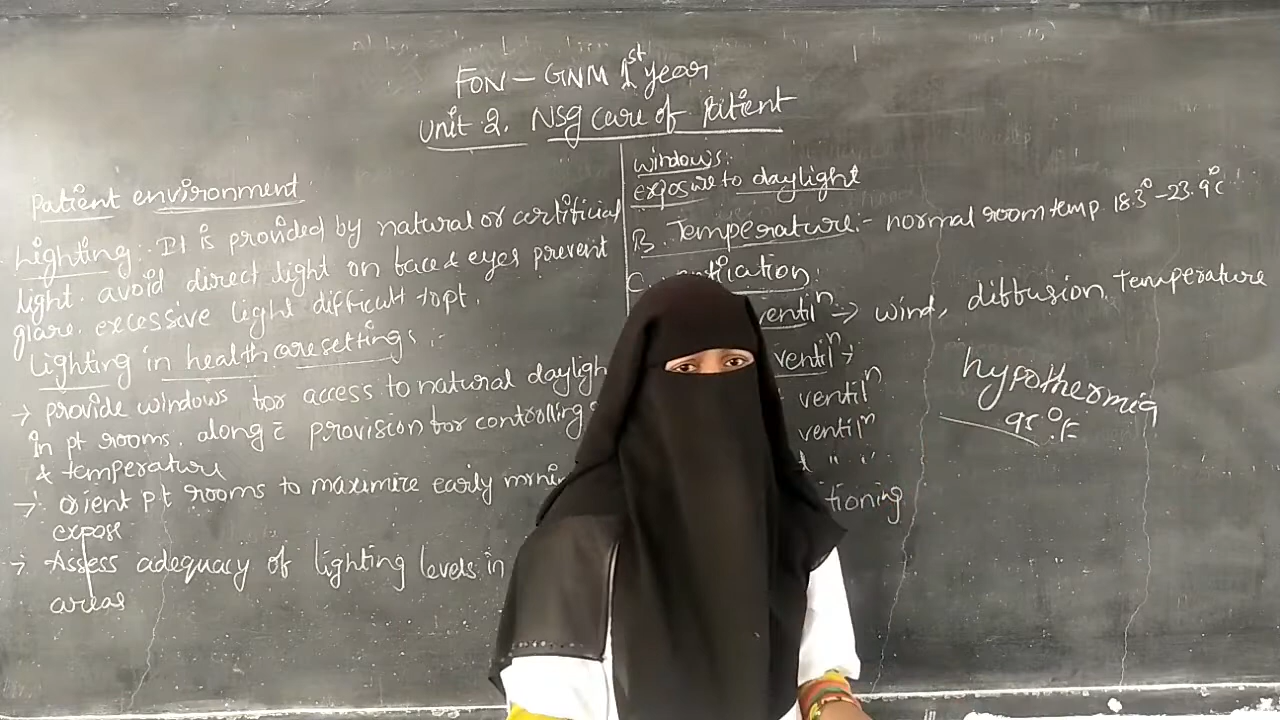 FON - GNM 1st year
Unit 2. Nsg care of patient
Patient environment
Lighting:. It is provided by natural or artificial
light. avoid direct light on face & eyes prevent
glare. excessive light difficult to pt.
Lighting in health care settings :-
→ provide windows for access to natural dayligh
in pt rooms, along c̄ provision for controlling
& temperature
→ orient pt rooms to maximize early mrni
expose
→ Assess adequacy of lighting levels in
areas
windows:
exposure to daylight
B. Temperature:- normal room temp. 18.3°-23.9°c
C. ntilation:
ventiln → wind, diffusion, Temperature
ventiln →
ventiln
ventiln
" "
tioning
hypothermia
95°F